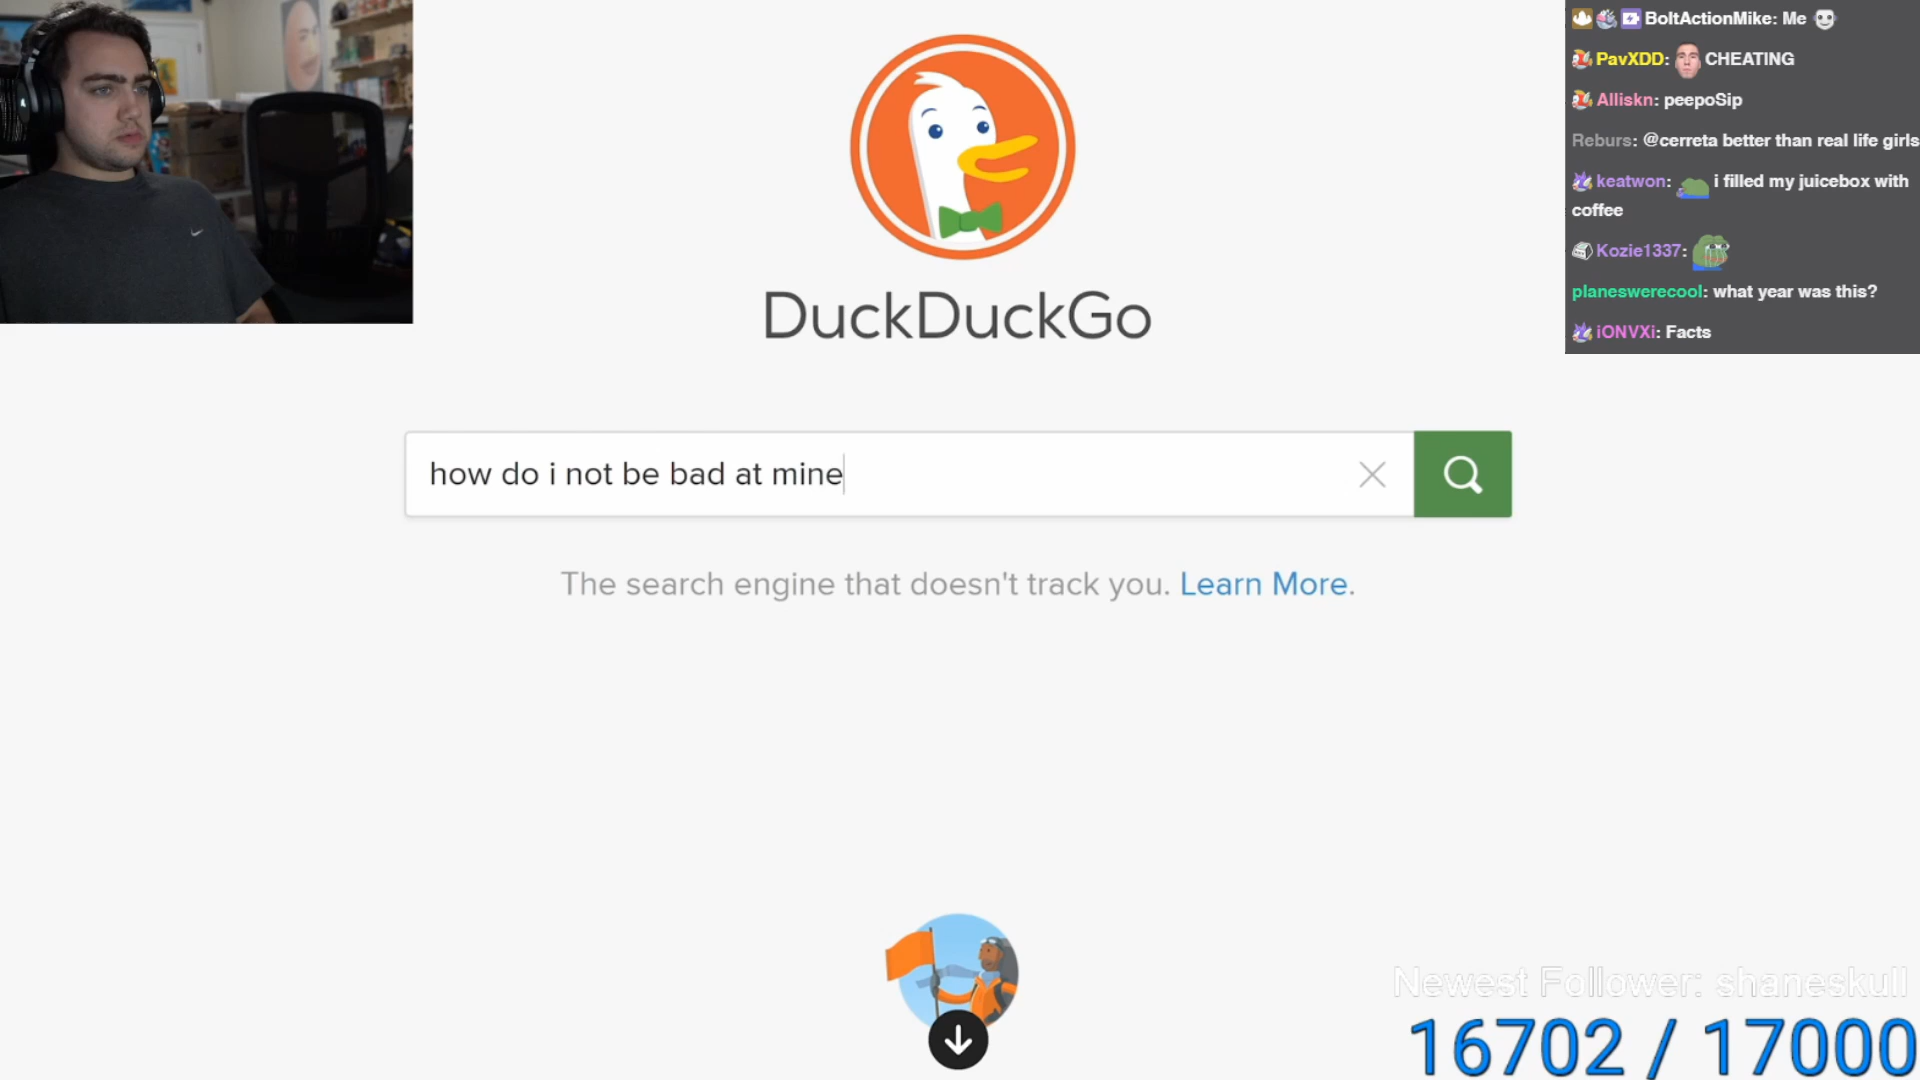 BoltActionMike: Me
PavXDD: CHEATING
Alliskn: peepoSip
Reburs: @cerreta better than real life girls
keatwon: i filled my juicebox with
coffee
Kozie1337:
planeswerecool: what year was this?
iONVXi: Facts
DuckDuckGo
how do i not be bad at mine
The search engine that doesn't track you. Learn More.
Newest Follower: shaneskull
16702 / 17000